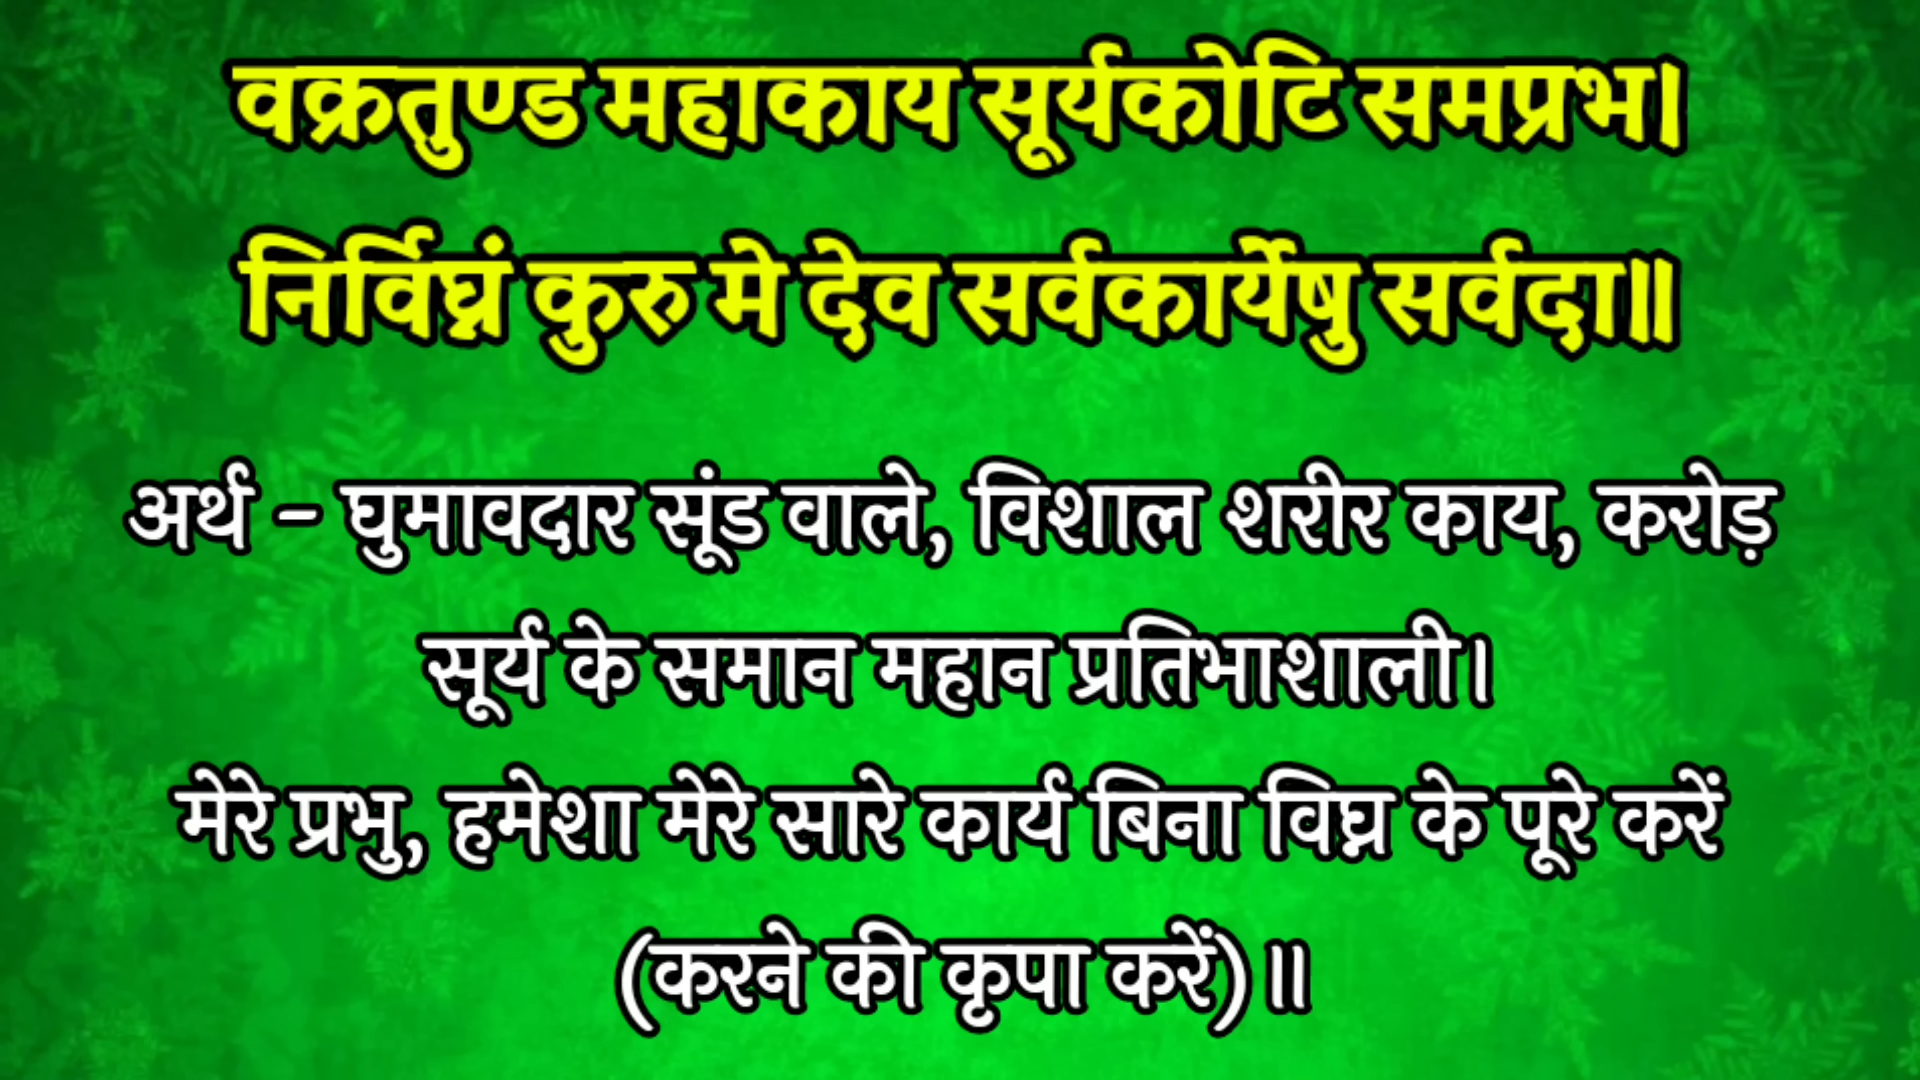 वक्रतुण्ड महाकाय सूर्यकोटि समप्रभ।
निर्विघ्नं कुरु मे देव सर्वकार्येषु सर्वदा॥
अर्थ – घुमावदार सूंड वाले, विशाल शरीर काय, करोड़
सूर्य के समान महान प्रतिभाशाली।
मेरे प्रभु, हमेशा मेरे सारे कार्य बिना विघ्न के पूरे करें
(करने की कृपा करें)॥